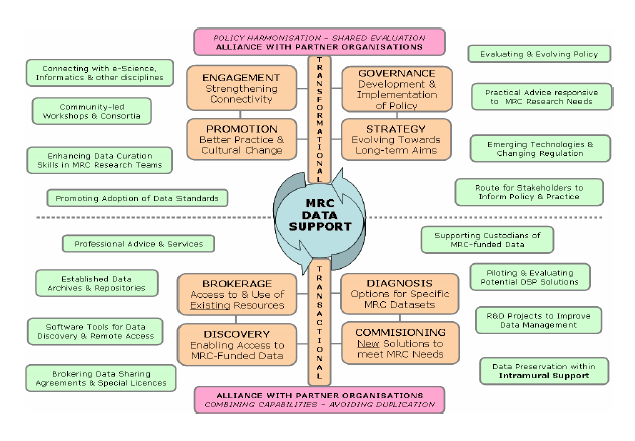 POLICY HARMONISATION – SHARED EVALUATION
ALLIANCE WITH PARTNER ORGANISATIONS
Connecting with e-Science,
Informatics & other disciplines
Community-led
Workshops & Consortia
Enhancing Data Curation
Skills in MRC Research Teams
Promoting Adoption of Data Standards
ENGAGEMENT
Strengthening
Connectivity
PROMOTION
Better Practice &
Cultural Change
TRANSFORMATIONAL
GOVERNANCE
Development &
Implementation
of Policy
STRATEGY
Evolving Towards
Long-term Aims
Evaluating & Evolving Policy
Practical Advice responsive
to MRC Research Needs
Emerging Technologies &
Changing Regulation
Route for Stakeholders to
Inform Policy & Practice
MRC
DATA
SUPPORT
Professional Advice & Services
Established Data
Archives & Repositories
Software Tools for Data
Discovery & Remote Access
Brokering Data Sharing
Agreements & Special Licences
BROKERAGE
Access to & Use of
Existing Resources
DISCOVERY
Enabling Access to
MRC-Funded Data
TRANSACTIONAL
DIAGNOSIS
Options for Specific
MRC Datasets
COMMISIONING
New Solutions to
meet MRC Needs
Supporting Custodians of
MRC-funded Data
Piloting & Evaluating
Potential DSP Solutions
R&D Projects to Improve
Data Management
Data Preservation within
Intramural Support
ALLIANCE WITH PARTNER ORGANISATIONS
COMBINING CAPABILITIES – AVOIDING DUPLICATION